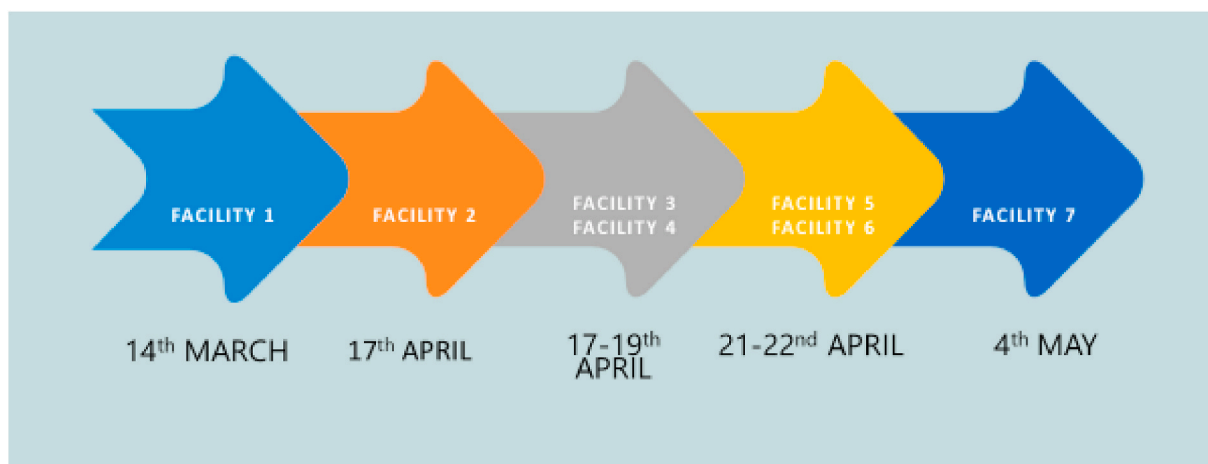 FACILITY 1
FACILITY 2
FACILITY 3
FACILITY 4
FACILITY 5
FACILITY 6
FACILITY 7
14th MARCH
17th APRIL
17-19th
APRIL
21-22nd APRIL
4th MAY